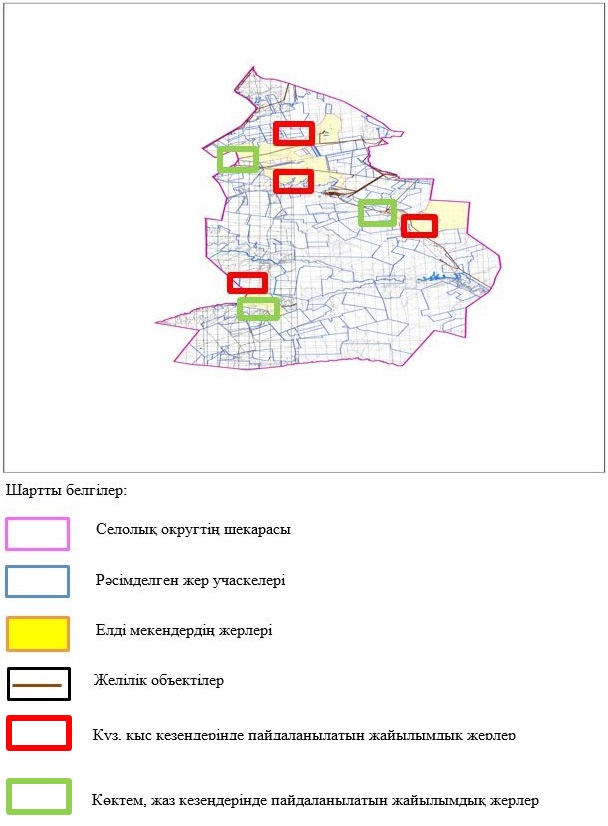 Шартты белгілер:
Селолық округтің шекарасы
Рәсімделген жер учаскелері
Елді мекендердің жерлері
Желілік объектілер
Күз, қыс кезеңдерінде пайдаланылатын жайылымдық жерлер
Көктем, жаз кезеңдерінде пайдаланылатын жайылымдық жерлер